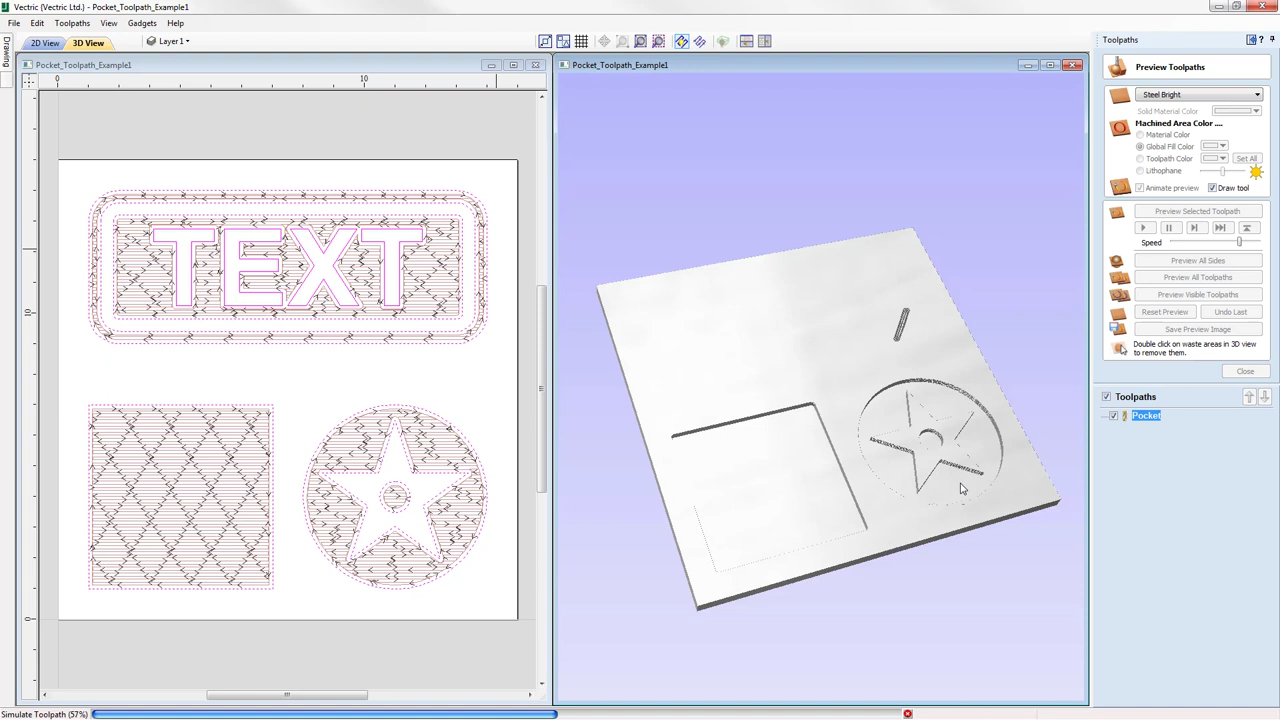 Vectric (Vectric Ltd.) - Pocket_Toolpath_Example1
File Edit Toolpaths View Gadgets Help
2D View 3D View Layer 1
Drawing
Pocket_Toolpath_Example1
0 10
10
0
TEXT
Pocket_Toolpath_Example1
Toolpaths
Preview Toolpaths
Steel Bright
Solid Material Color
Machined Area Color ....
Material Color
Global Fill Color
Toolpath Color Set All
Lithophane
Animate preview Draw tool
Preview Selected Toolpath
Speed
Preview All Sides
Preview All Toolpaths
Preview Visible Toolpaths
Reset Preview Undo Last
Save Preview Image
Double click on waste areas in 3D view
to remove them.
Close
Toolpaths
Pocket
Simulate Toolpath (57%)